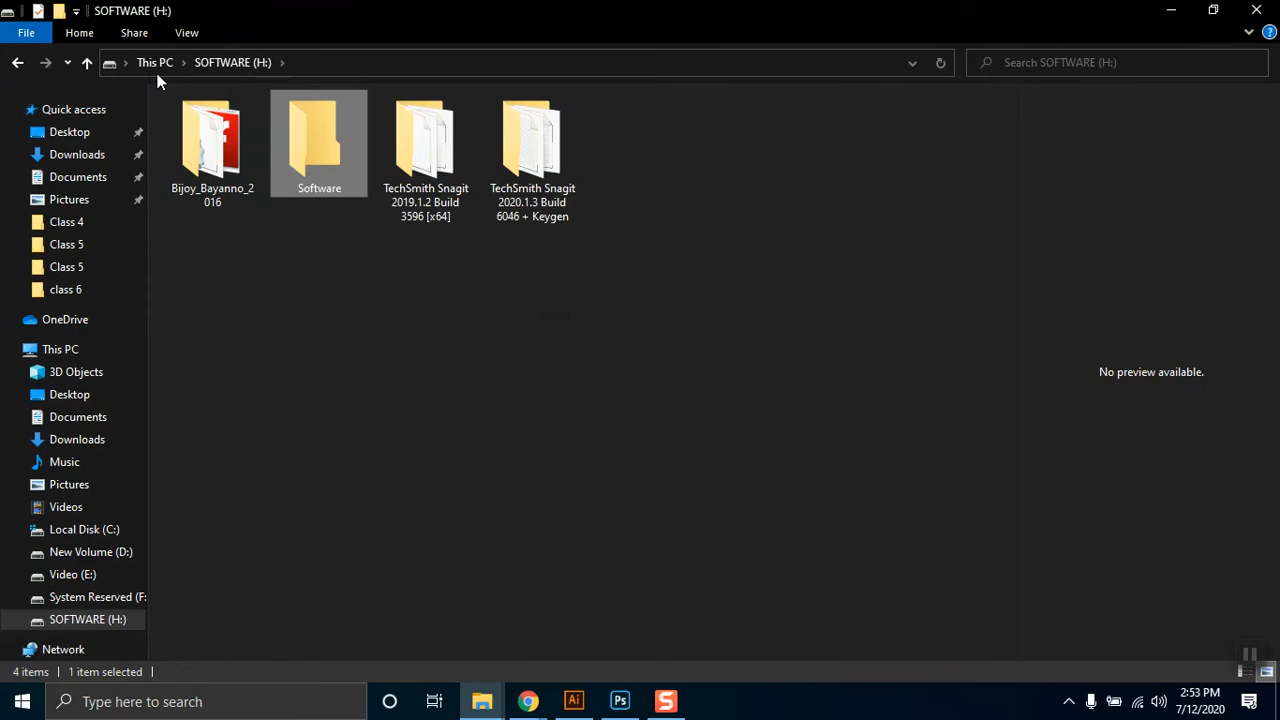 SOFTWARE (H:)
File Home Share View
This PC SOFTWARE (H:) Search SOFTWARE (H:)
Quick access
Desktop
Downloads
Documents
Pictures
Class 4
Class 5
Class 5
class 6
OneDrive
This PC
3D Objects
Desktop
Documents
Downloads
Music
Pictures
Videos
Local Disk (C:)
New Volume (D:)
Video (E:)
System Reserved (F:
SOFTWARE (H:)
Network
Bijoy_Bayanno_2
016
Software
TechSmith Snagit
2019.1.2 Build
3596 [x64]
TechSmith Snagit
2020.1.3 Build
6046 + Keygen
No preview available.
4 items 1 item selected
Type here to search
Ai
Ps
S
2:53 PM
7/12/2020